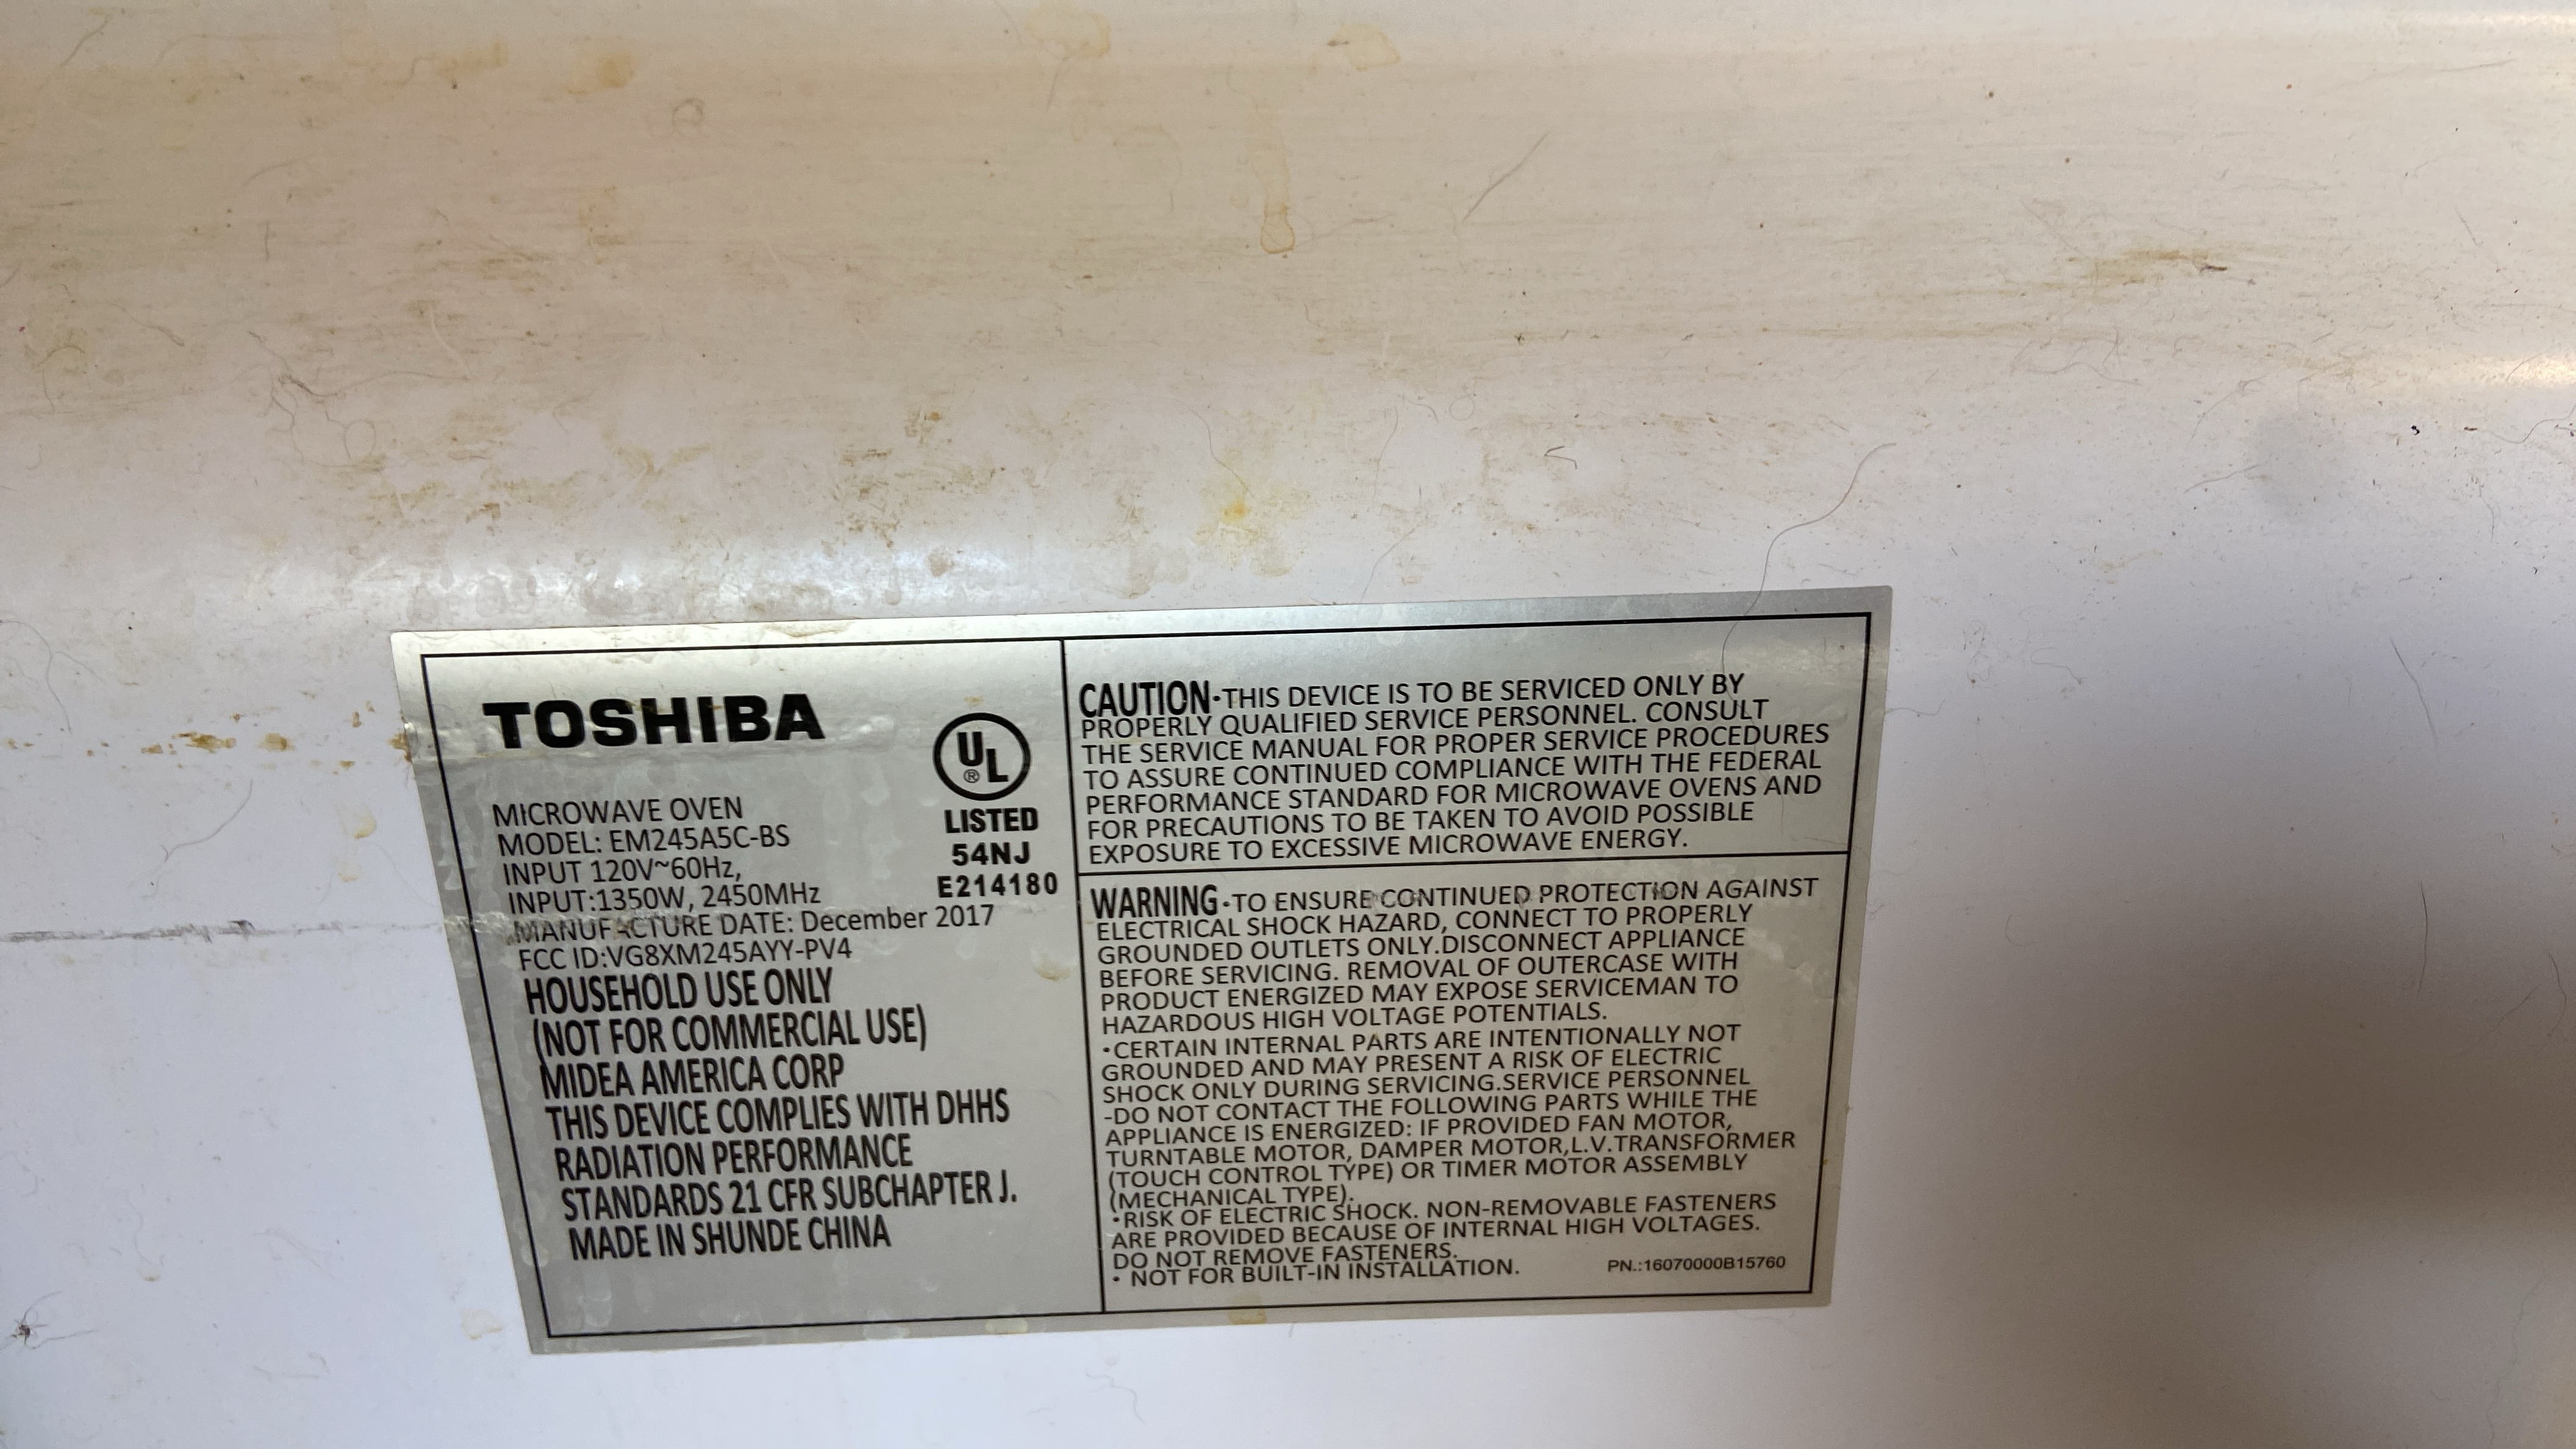 TOSHIBA
UL
®
LISTED
54NJ
E214180
MICROWAVE OVEN
MODEL: EM245A5C-BS
INPUT 120V~60Hz,
INPUT:1350W, 2450MHz
MANUFACTURE DATE: December 2017
FCC ID:VG8XM245AYY-PV4
HOUSEHOLD USE ONLY
(NOT FOR COMMERCIAL USE)
MIDEA AMERICA CORP
THIS DEVICE COMPLIES WITH DHHS
RADIATION PERFORMANCE
STANDARDS 21 CFR SUBCHAPTER J.
MADE IN SHUNDE CHINA
CAUTION·THIS DEVICE IS TO BE SERVICED ONLY BY
PROPERLY QUALIFIED SERVICE PERSONNEL. CONSULT
THE SERVICE MANUAL FOR PROPER SERVICE PROCEDURES
TO ASSURE CONTINUED COMPLIANCE WITH THE FEDERAL
PERFORMANCE STANDARD FOR MICROWAVE OVENS AND
FOR PRECAUTIONS TO BE TAKEN TO AVOID POSSIBLE
EXPOSURE TO EXCESSIVE MICROWAVE ENERGY.
WARNING·TO ENSURE CONTINUED PROTECTION AGAINST
ELECTRICAL SHOCK HAZARD, CONNECT TO PROPERLY
GROUNDED OUTLETS ONLY.DISCONNECT APPLIANCE
BEFORE SERVICING. REMOVAL OF OUTERCASE WITH
PRODUCT ENERGIZED MAY EXPOSE SERVICEMAN TO
HAZARDOUS HIGH VOLTAGE POTENTIALS.
·CERTAIN INTERNAL PARTS ARE INTENTIONALLY NOT
GROUNDED AND MAY PRESENT A RISK OF ELECTRIC
SHOCK ONLY DURING SERVICING.SERVICE PERSONNEL
-DO NOT CONTACT THE FOLLOWING PARTS WHILE THE
APPLIANCE IS ENERGIZED: IF PROVIDED FAN MOTOR,
TURNTABLE MOTOR, DAMPER MOTOR,L.V.TRANSFORMER
(TOUCH CONTROL TYPE) OR TIMER MOTOR ASSEMBLY
(MECHANICAL TYPE).
·RISK OF ELECTRIC SHOCK. NON-REMOVABLE FASTENERS
ARE PROVIDED BECAUSE OF INTERNAL HIGH VOLTAGES.
DO NOT REMOVE FASTENERS.
· NOT FOR BUILT-IN INSTALLATION.
PN.:16070000B15760